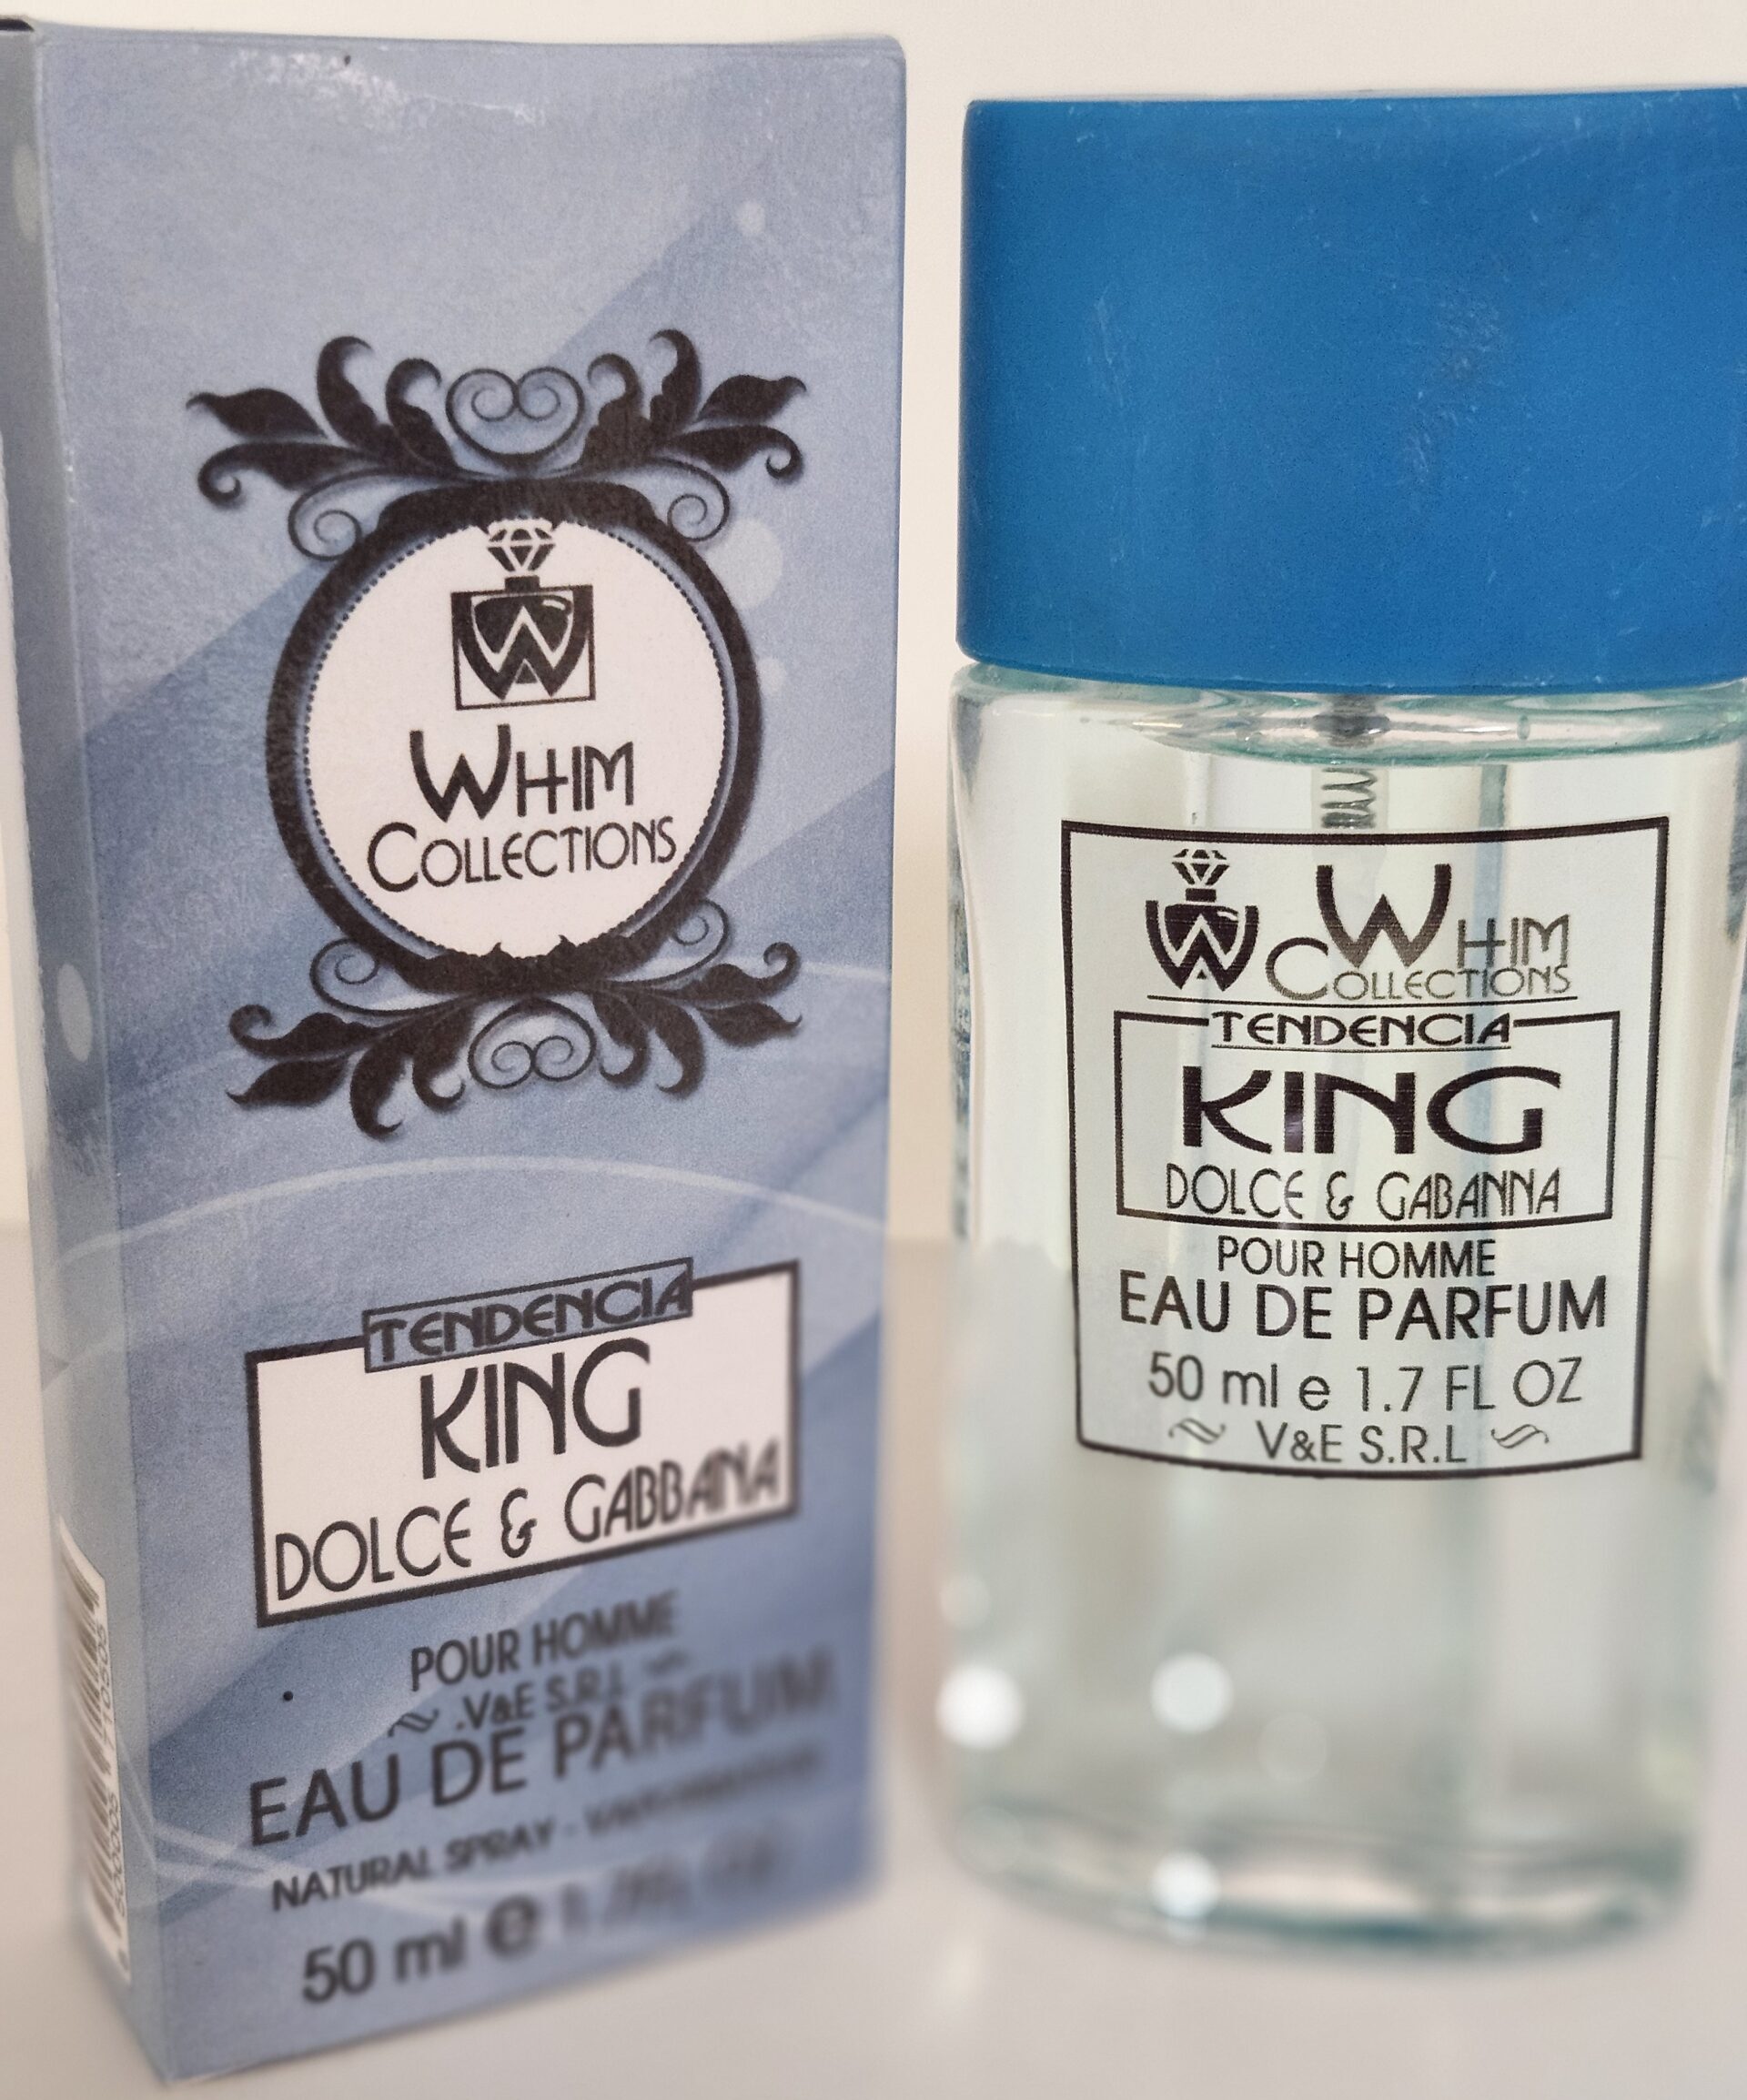 WHIM
COLLECTIONS
TENDENCIA
KING
DOLCE & GABBANA
POUR HOMME
V&E S.R.L
EAU DE PARFUM
NATURAL SPRAY -
50 ml e
WHIM
COLLECTIONS
TENDENCIA
KING
DOLCE & GABANNA
POUR HOMME
EAU DE PARFUM
50 ml e 1.7 FL OZ
V&E S.R.L